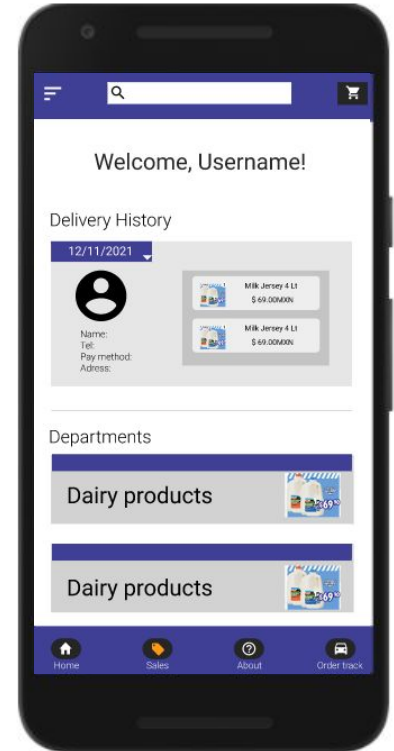 Welcome, Username!
Delivery History
12/11/2021
Name:
Tel:
Pay method:
Adress:
Milk Jersey 4 Lt
$ 69.00MXN
Milk Jersey 4 Lt
$ 69.00MXN
Departments
Dairy products
Dairy products
Home
Sales
About
Order track